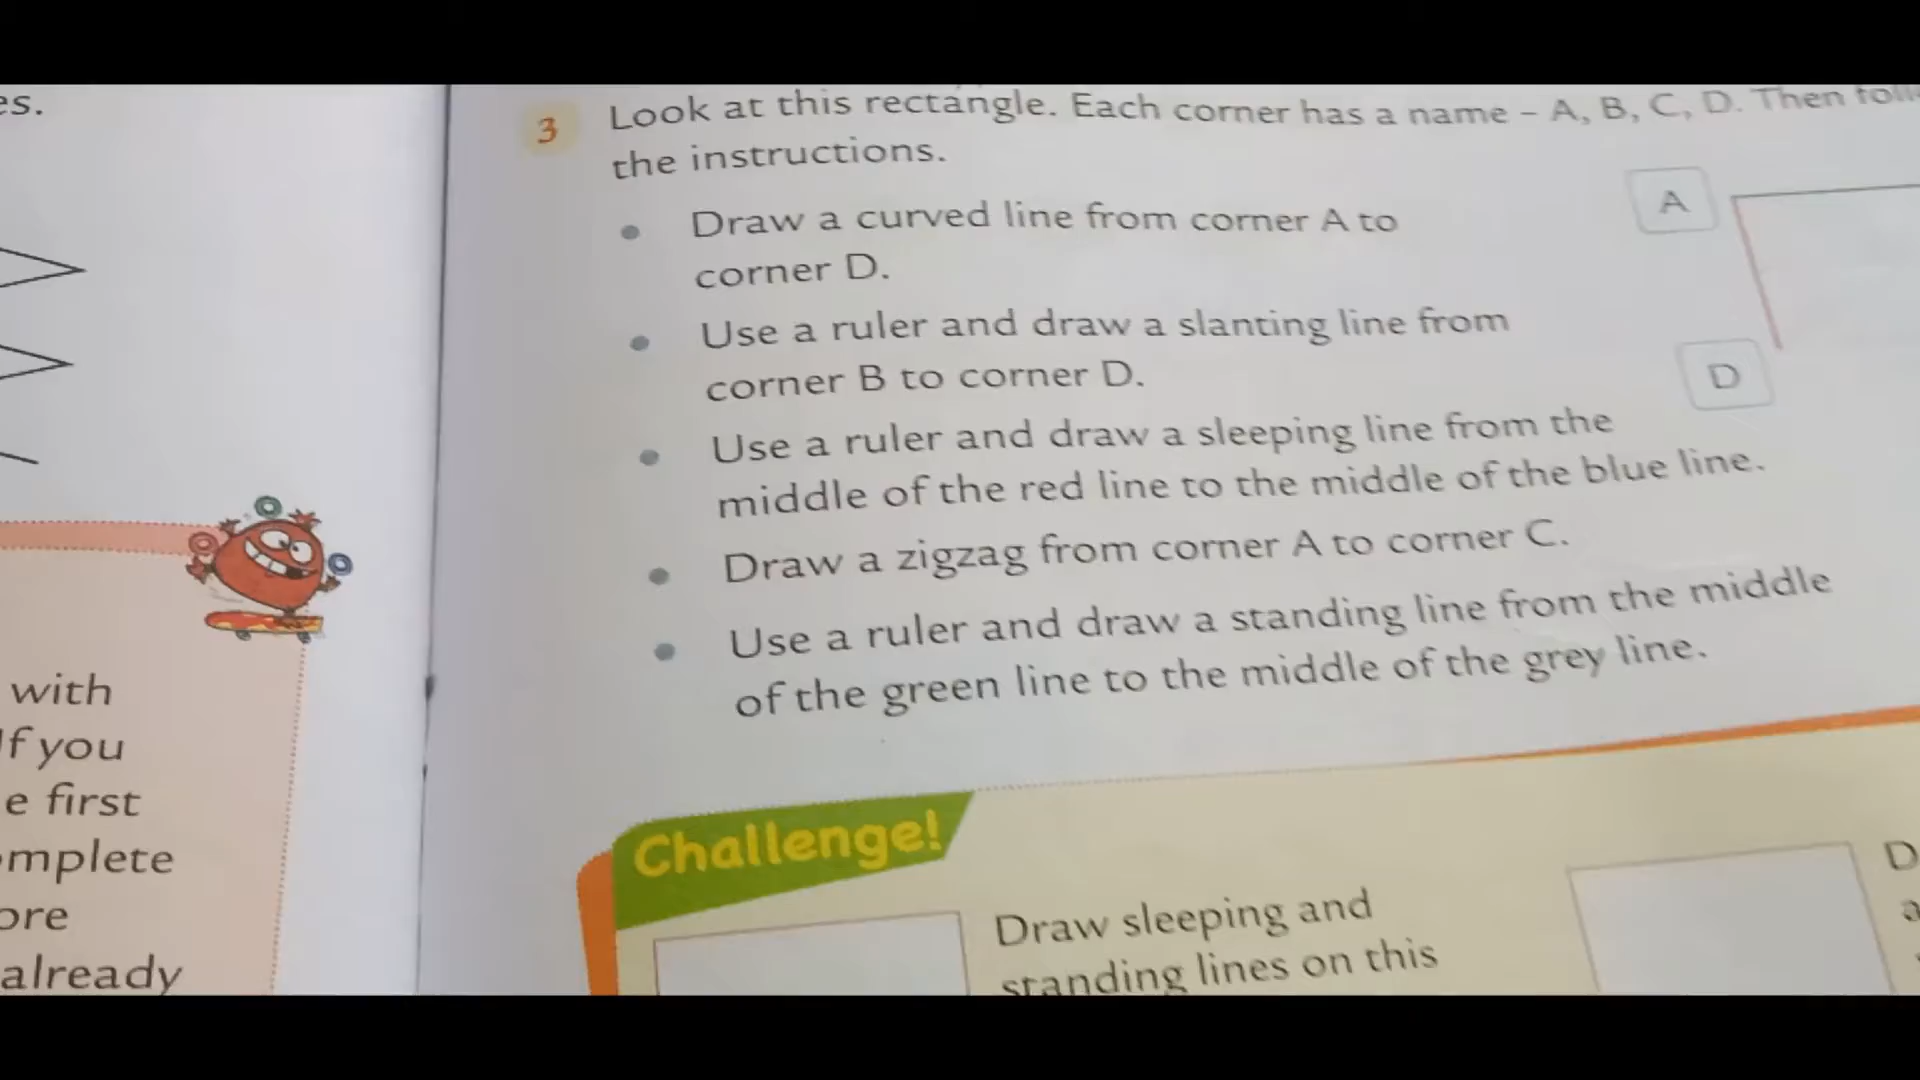 es.
with
If you
e first
omplete
ore
already
3 Look at this rectangle. Each corner has a name – A, B, C, D. Then foll
the instructions.
• Draw a curved line from corner A to
corner D.
• Use a ruler and draw a slanting line from
corner B to corner D.
• Use a ruler and draw a sleeping line from the
middle of the red line to the middle of the blue line.
• Draw a zigzag from corner A to corner C.
• Use a ruler and draw a standing line from the middle
of the green line to the middle of the grey line.
A
D
Challenge!
Draw sleeping and
standing lines on this
D
a